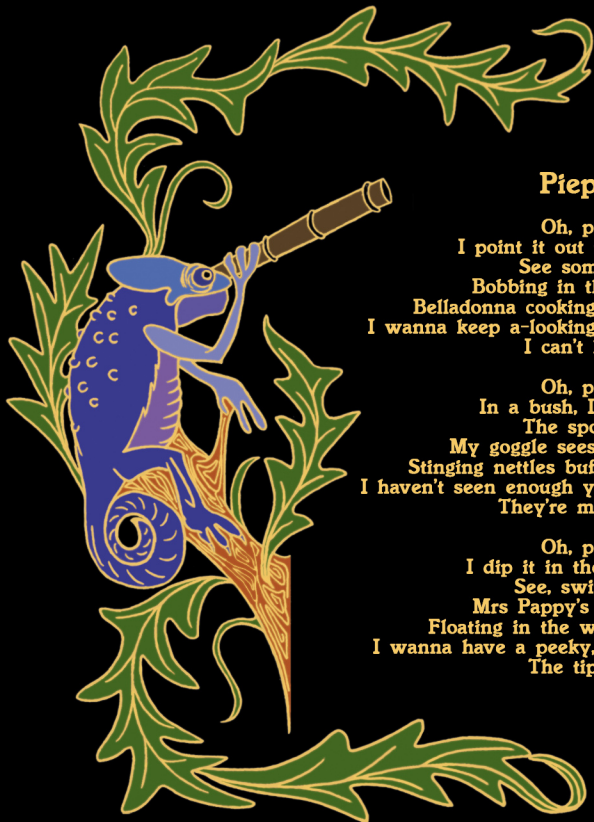 Piep
Oh, p
I point it out
See som
Bobbing in th
Belladonna cooking
I wanna keep a-looking
I can't
Oh, p
In a bush, I
The spo
My goggle sees
Stinging nettles buf
I haven't seen enough y
They're m
Oh, p
I dip it in the
See, swi
Mrs Pappy's
Floating in the w
I wanna have a peeky,
The tip